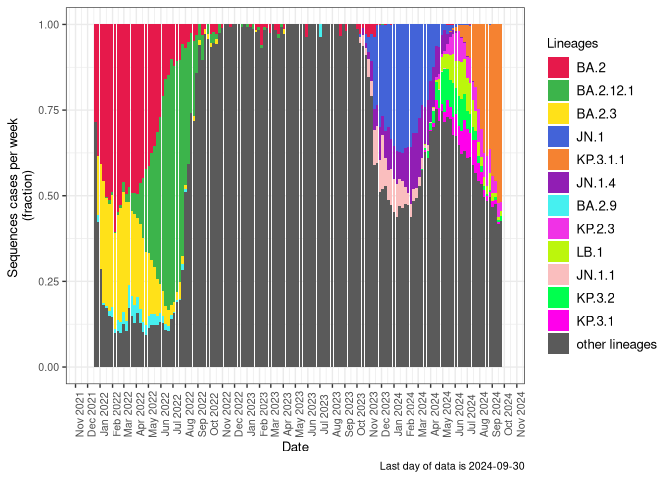 Sequences cases per week
(fraction)
1.00
0.75
0.50
0.25
0.00
Nov 2021
Dec 2021
Jan 2022
Feb 2022
Mar 2022
Apr 2022
May 2022
Jun 2022
Jul 2022
Aug 2022
Sep 2022
Oct 2022
Nov 2022
Dec 2022
Jan 2023
Feb 2023
Mar 2023
Apr 2023
May 2023
Jun 2023
Jul 2023
Aug 2023
Sep 2023
Oct 2023
Nov 2023
Dec 2023
Jan 2024
Feb 2024
Mar 2024
Apr 2024
May 2024
Jun 2024
Jul 2024
Aug 2024
Sep 2024
Oct 2024
Nov 2024
Date
Lineages
BA.2
BA.2.12.1
BA.2.3
JN.1
KP.3.1.1
JN.1.4
BA.2.9
KP.2.3
LB.1
JN.1.1
KP.3.2
KP.3.1
other lineages
Last day of data is 2024-09-30